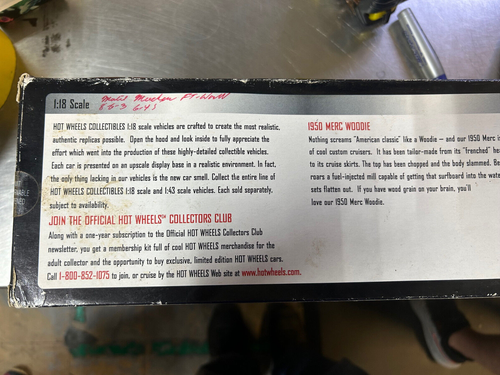 1:18 Scale
HOT WHEELS COLLECTIBLES 1:18 scale vehicles are crafted to create the most realistic,
authentic replicas possible. Open the hood and look inside to fully appreciate the
effort which went into the production of these highly-detailed collectible vehicles.
Each car is presented on an upscale display base in a realistic environment. In fact,
the only thing lacking in our vehicles is the new car smell. Collect the entire line of
HOT WHEELS COLLECTIBLES 1:18 scale and 1:43 scale vehicles. Each sold separately,
subject to availability.
JOIN THE OFFICIAL HOT WHEELS™ COLLECTORS CLUB
Along with a one-year subscription to the Official HOT WHEELS Collectors Club
newsletter, you get a membership kit full of cool HOT WHEELS merchandise for the
adult collector and the opportunity to buy exclusive, limited edition HOT WHEELS cars.
Call 1-800-852-1075 to join, or cruise by the HOT WHEELS Web site at www.hotwheels.com.
1950 MERC WOODIE
Nothing screams "American classic" like a Woodie — and our 1950 Merc i
of cool custom cruisers. It has been tailor-made from its "Frenched" he
to its cruise skirts. The top has been chopped and the body slammed. Be
roars a fuel-injected mill capable of getting that surfboard into the wate
sets flatten out. If you have wood grain on your brain, you'll
love our 1950 Merc Woodie.